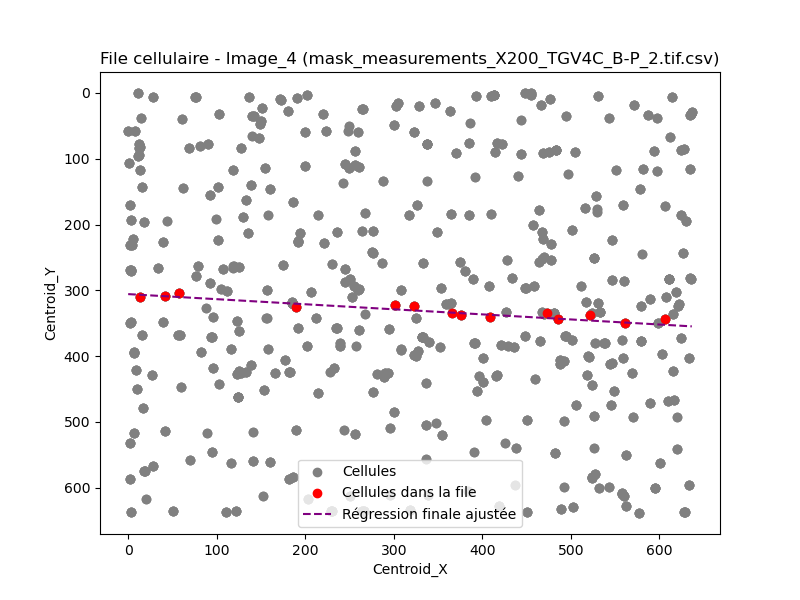 File cellulaire - Image_4 (mask_measurements_X200_TGV4C_B-P_2.tif.csv)
Centroid_Y
0
100
200
300
400
500
600
0 100 200 300 400 500 600
Centroid_X
Cellules
Cellules dans la file
Régression finale ajustée